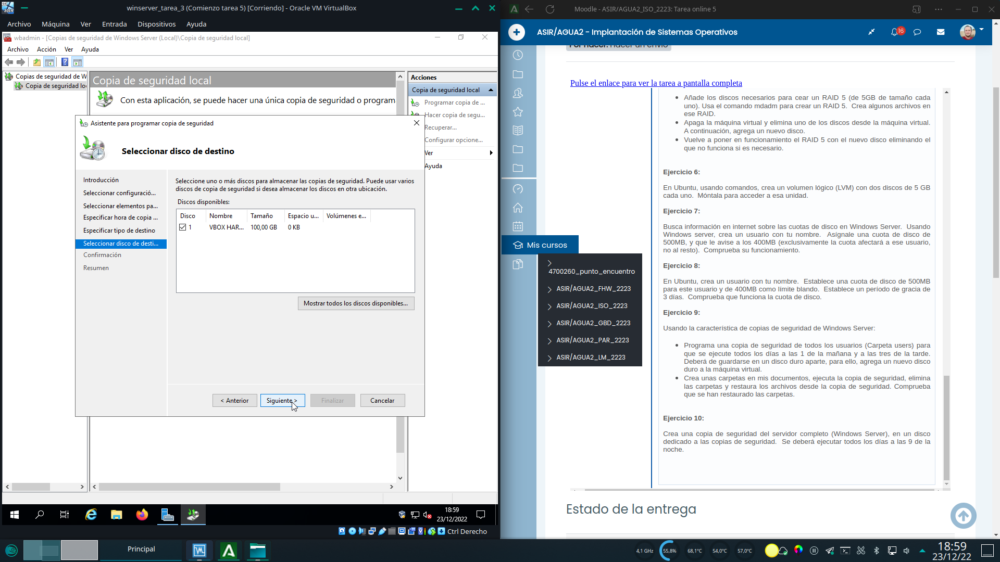 winserver_tarea_3 (Comienzo tarea 5) [Corriendo] - Oracle VM VirtualBox
Archivo Máquina Ver Entrada Dispositivos Ayuda
wbadmin - [Copias de seguridad de Windows Server (Local)\Copia de seguridad local]
Archivo Acción Ver Ayuda
Copias de seguridad de W
Copia de seguridad lo
Copia de seguridad local
Con esta aplicación, se puede hacer una única copia de seguridad o program
Acciones
Copia de seguridad local
Programar copia de ...
Hacer copia de segu...
Recuperar...
Configurar opcione...
Ver
Ayuda
Asistente para programar copia de seguridad
Seleccionar disco de destino
Introducción
Seleccionar configuració...
Seleccionar elementos pa...
Especificar hora de copia ...
Especificar tipo de destino
Seleccionar disco de desti...
Confirmación
Resumen
Seleccione uno o más discos para almacenar las copias de seguridad. Puede usar varios
discos de copia de seguridad si desea almacenar los discos en otra ubicación.
Discos disponibles:
Disco Nombre Tamaño Espacio u... Volúmenes e...
1 VBOX HAR... 100,00 GB 0 KB
Mostrar todos los discos disponibles...
< Anterior Siguiente > Finalizar Cancelar
18:59
23/12/2022
Ctrl Derecho
Moodle - ASIR/AGUA2_ISO_2223: Tarea online 5
ASIR/AGUA2 - Implantación de Sistemas Operativos
16
Por hacer: Hacer un envío
Pulse el enlace para ver la tarea a pantalla completa
Añade los discos necesarios para cear un RAID 5 (de 5GB de tamaño cada
uno). Usa el comando mdadm para crear un RAID 5. Crea algunos archivos en
ese RAID.
Apaga la máquina virtual y elimina uno de los discos desde la máquina virtual.
A continuación, agrega un nuevo disco.
Vuelve a poner en funcionamiento el RAID 5 con el nuevo disco eliminando el
que no funciona si es necesario.
Ejercicio 6:
En Ubuntu, usando comandos, crea un volumen lógico (LVM) con dos discos de 5 GB
cada uno. Móntala para acceder a esa unidad.
Ejercicio 7:
Busca información en internet sobre las cuotas de disco en Windows Server. Usando
Windows server, crea un usuario con tu nombre. Asígnale una cuota de disco de
500MB, y que le avise a los 400MB (exclusivamente la cuota afectará a ese usuario,
no al resto). Comprueba su funcionamiento.
Ejercicio 8:
En Ubuntu, crea un usuario con tu nombre. Establece una cuota de disco de 500MB
para este usuario y de 400MB como límite blando. Establece un período de gracia de
3 días. Comprueba que funciona la cuota de disco.
Ejercicio 9:
Usando la característica de copias de seguridad de Windows Server:
Programa una copia de seguridad de todos los usuarios (Carpeta users) para
que se ejecute todos los días a las 1 de la mañana y a las tres de la tarde.
Deberá de guardarse en un disco duro aparte, para ello, agrega un nuevo disco
duro a la máquina virtual.
Crea unas carpetas en mis documentos, ejecuta la copia de seguridad, elimina
las carpetas y restaura los archivos desde la copia de seguridad. Comprueba
que se han restaurado las carpetas.
Ejercicio 10:
Crea una copia de seguridad del servidor completo (Windows Server), en un disco
dedicado a las copias de seguridad. Se deberá ejecutar todos los días a las 9 de la
noche.
Mis cursos
4700260_punto_encuentro
ASIR/AGUA2_FHW_2223
ASIR/AGUA2_ISO_2223
ASIR/AGUA2_GBD_2223
ASIR/AGUA2_PAR_2223
ASIR/AGUA2_LM_2223
Estado de la entrega
Principal
4,1 GHz 55,8% 68,1°C 54,0°C 57,0°C
18:59
23/12/22